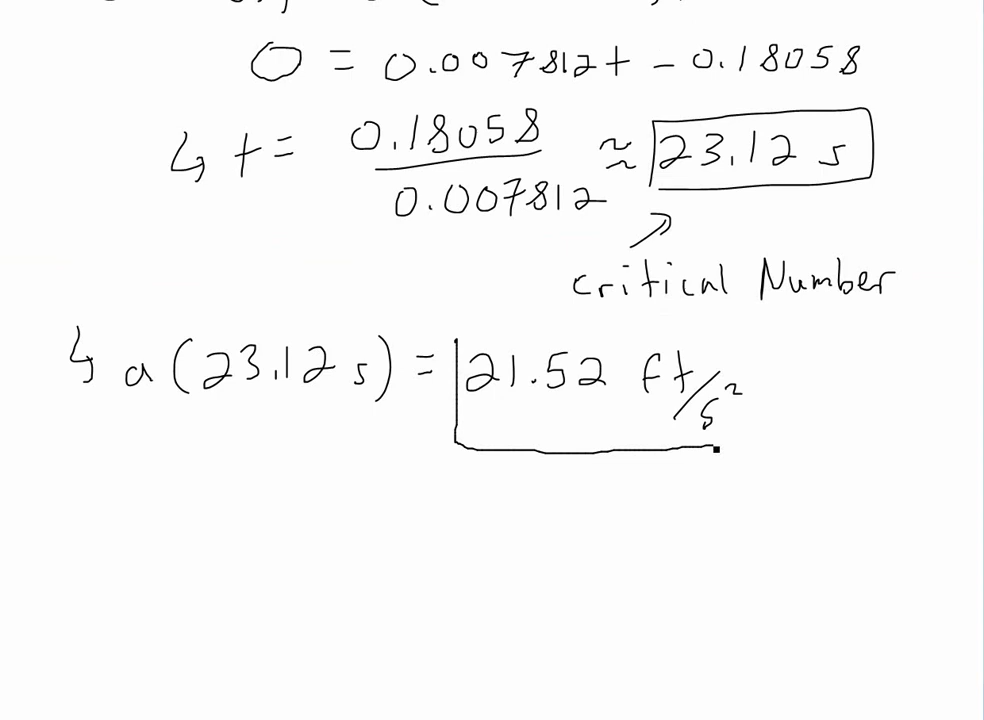 0 = 0.007812t - 0.18058
↳ t = 0.18058 / 0.007812 ≈ 23.12 s
critical Number
↳ a(23.12 s) = 21.52 ft/s²